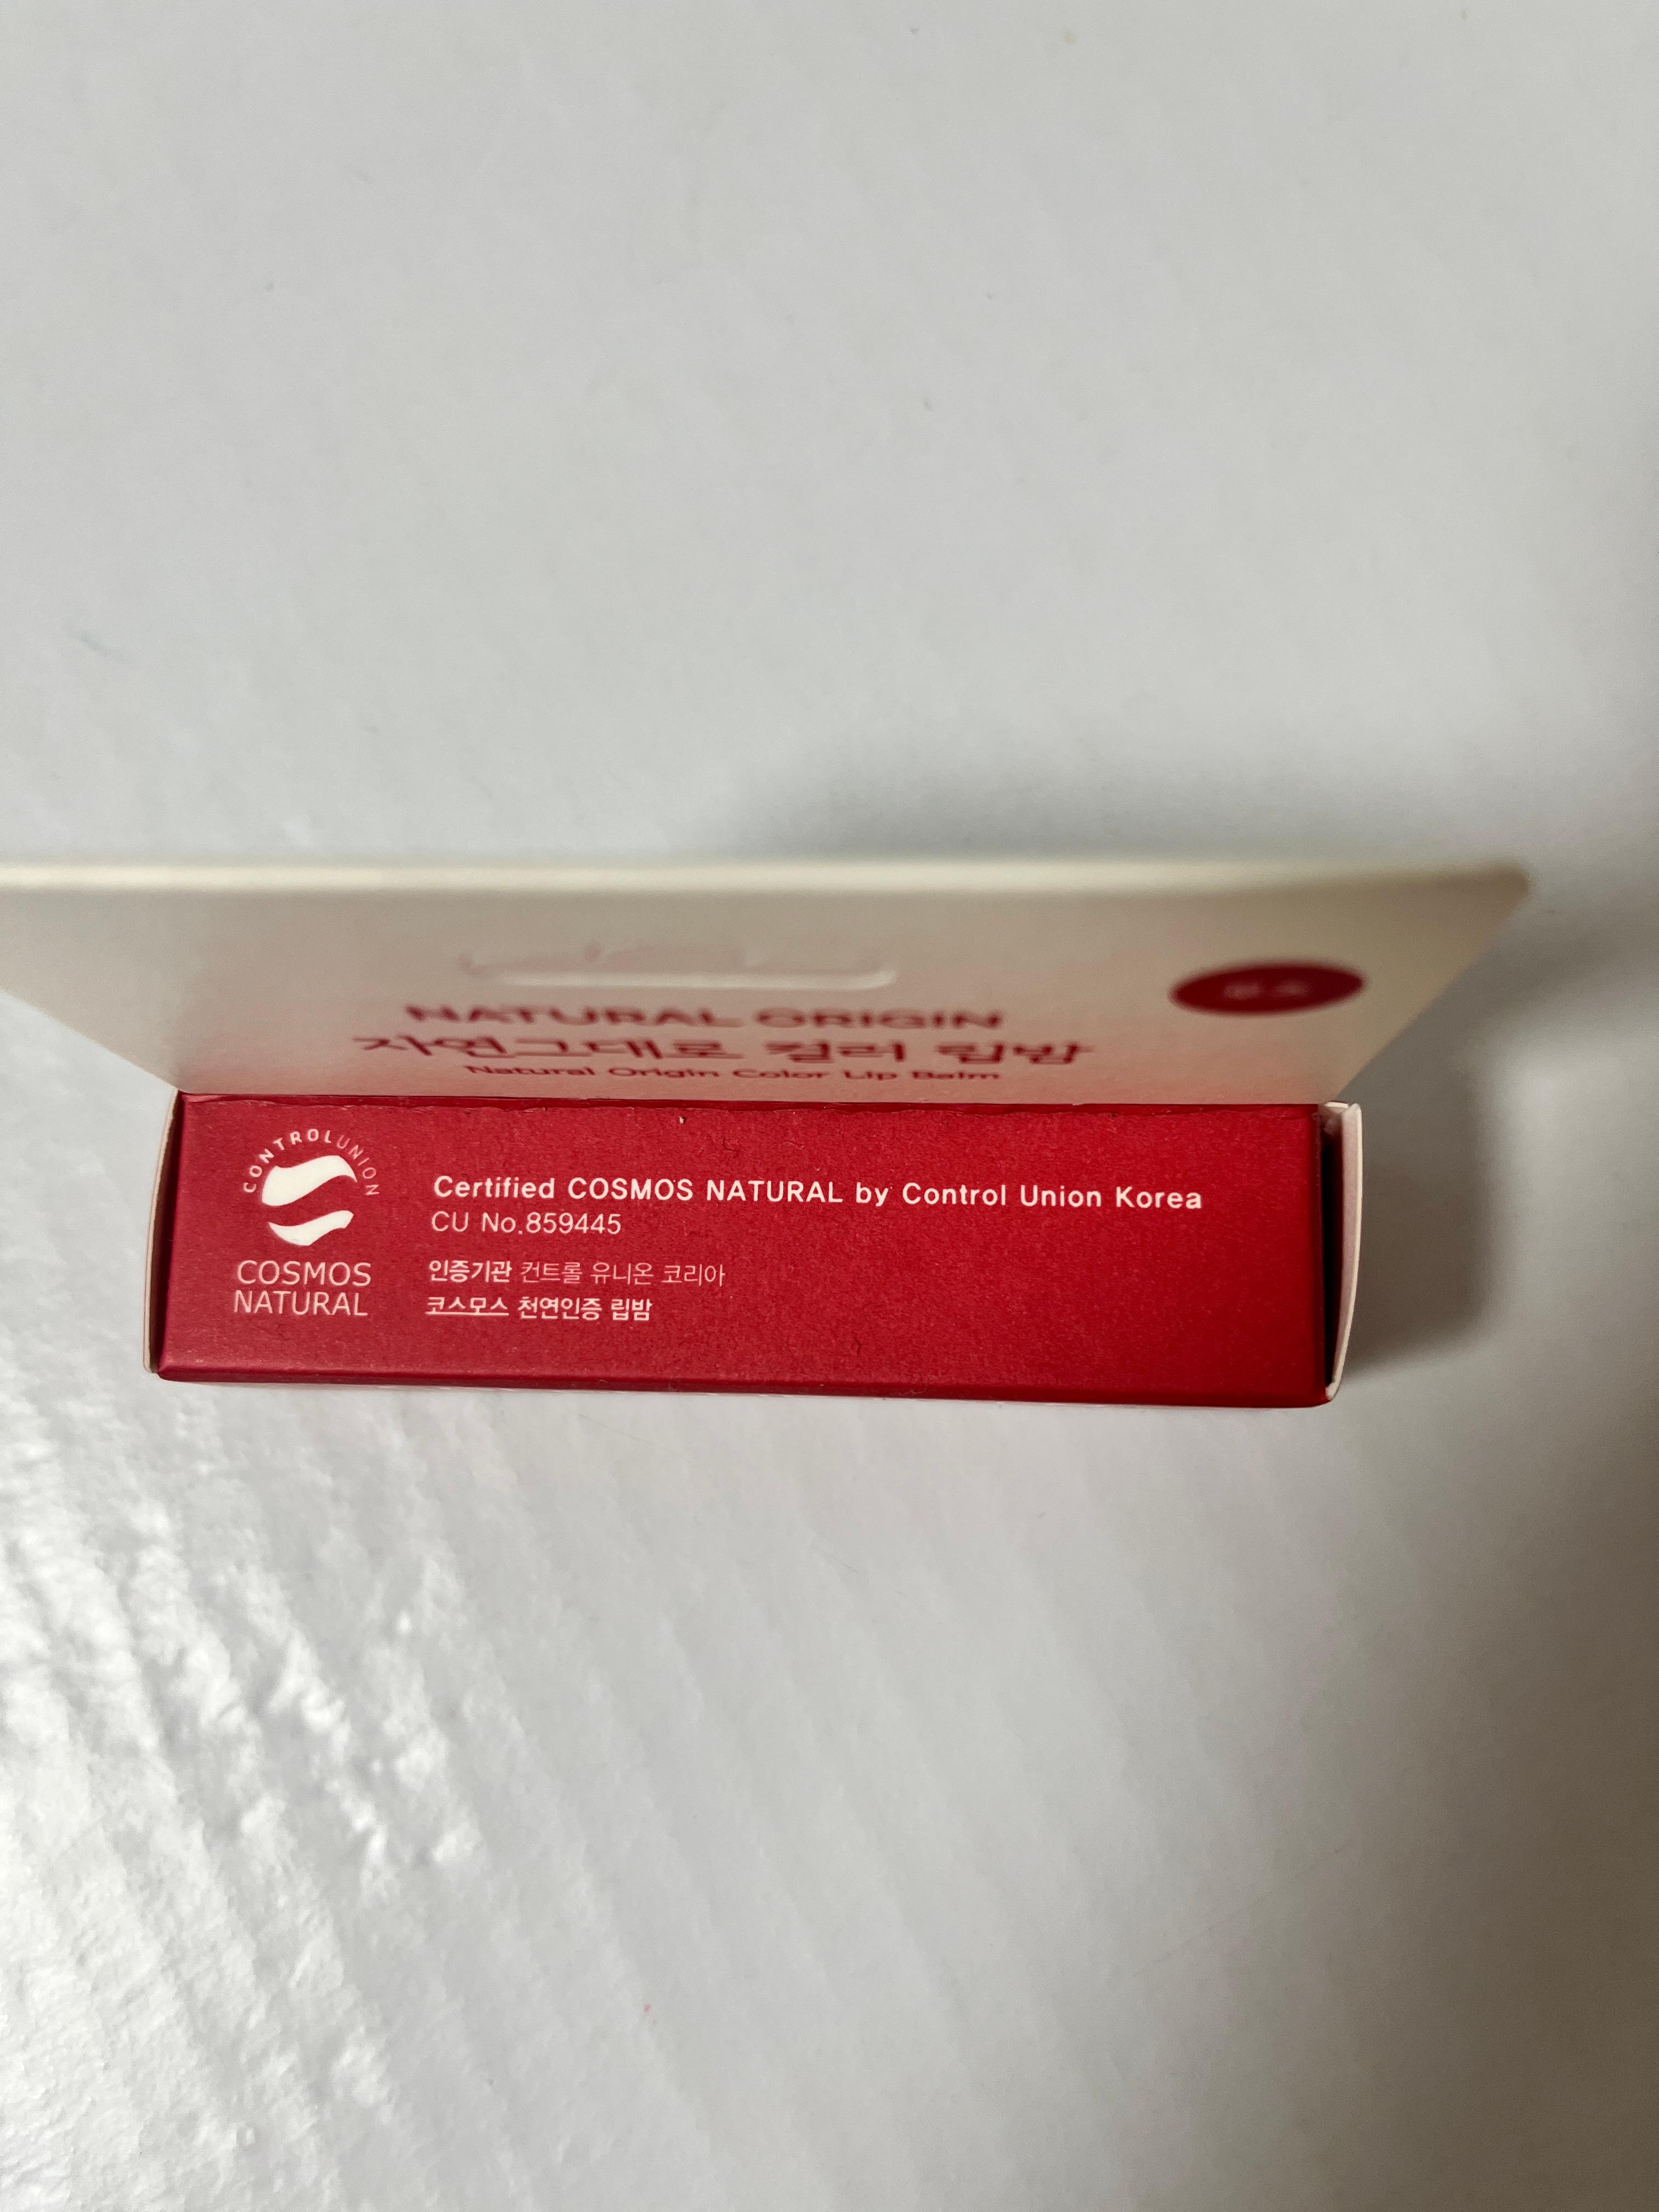 NATURAL ORIGIN
자연그대로 컬러 립밤
Natural Origin Color Lip Balm
CONTROLUNION
COSMOS
NATURAL
Certified COSMOS NATURAL by Control Union Korea
CU No.859445
인증기관 컨트롤 유니온 코리아
코스모스 천연인증 립밤